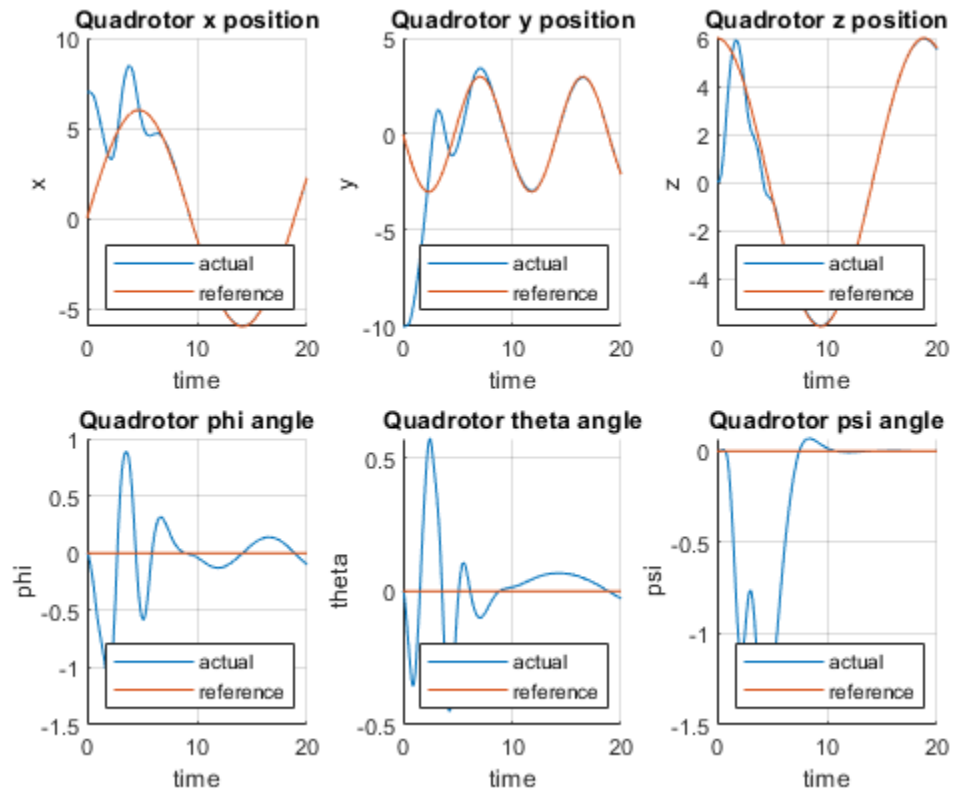 Quadrotor x position
10
5
0
-5
x
actual
reference
0 10 20
time
Quadrotor y position
5
0
-5
-10
y
actual
reference
0 10 20
time
Quadrotor z position
6
4
2
0
-2
-4
z
actual
reference
0 10 20
time
Quadrotor phi angle
1
0.5
0
-0.5
-1
-1.5
phi
actual
reference
0 10 20
time
Quadrotor theta angle
0.5
0
-0.5
theta
actual
reference
0 10 20
time
Quadrotor psi angle
0
-0.5
-1
-1.5
psi
actual
reference
0 10 20
time